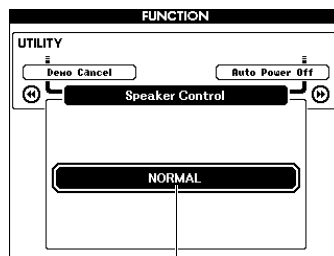 FUNCTION
UTILITY
Demo Cancel
Auto Power Off
Speaker Control
NORMAL